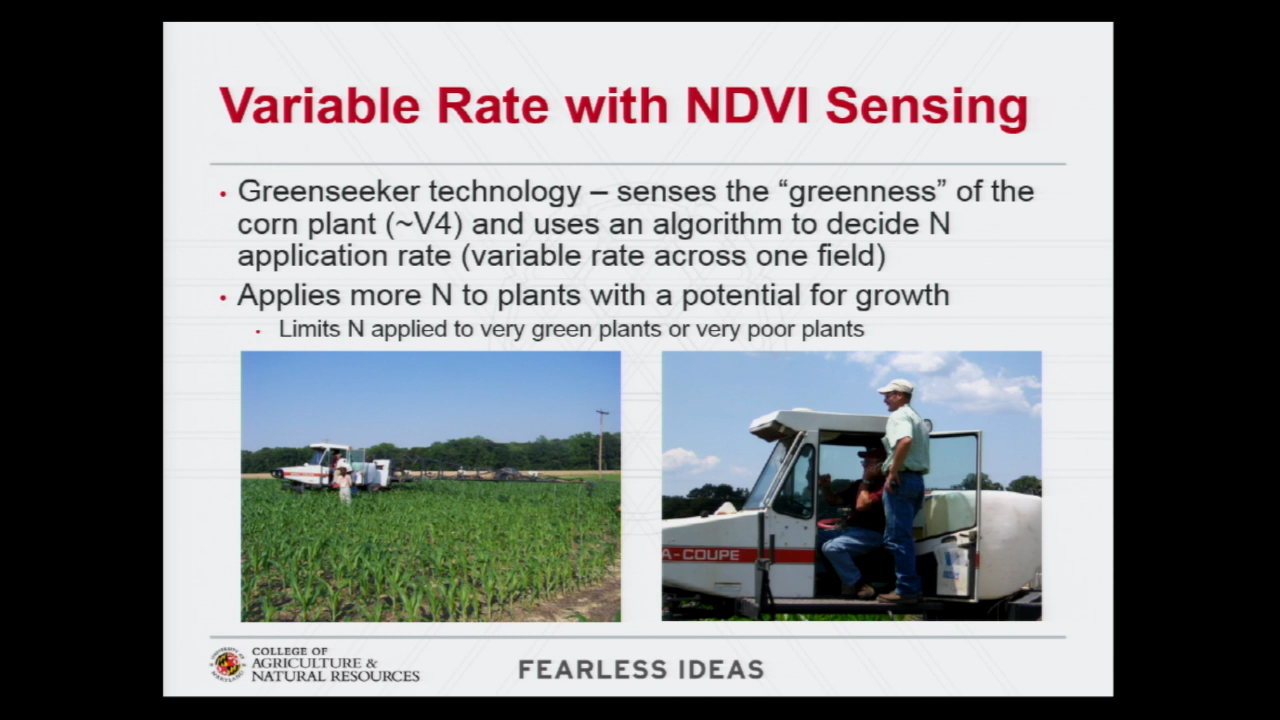 Variable Rate with NDVI Sensing
• Greenseeker technology – senses the “greenness” of the
corn plant (~V4) and uses an algorithm to decide N
application rate (variable rate across one field)
• Applies more N to plants with a potential for growth
• Limits N applied to very green plants or very poor plants
A-COUPE
COLLEGE OF
AGRICULTURE &
NATURAL RESOURCES
FEARLESS IDEAS